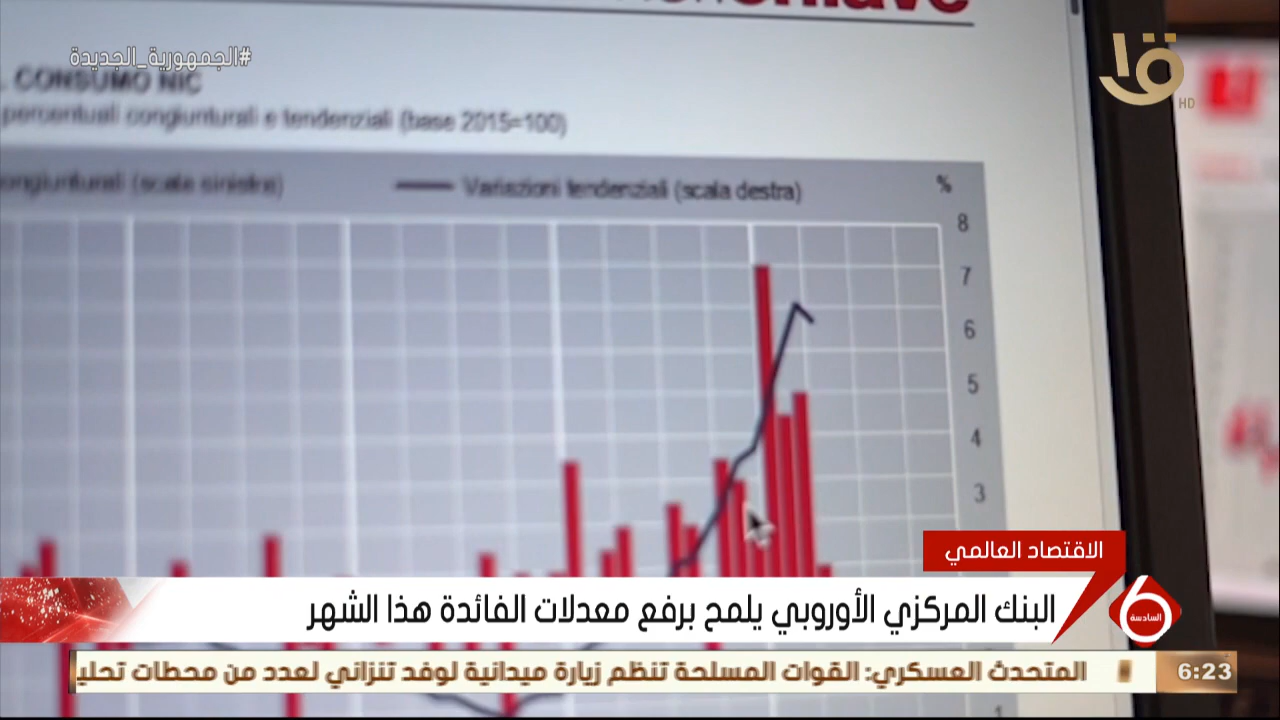 #الجمهورية_الجديدة
HD
. CONSUMO NIC
percentuali congiunturali e tendenziali (base 2015=100)
ongiunturali (scala sinistra)
Variazioni tendenziali (scala destra)
%
8
7
6
5
4
3
1
الاقتصاد العالمي
البنك المركزي الأوروبي يلمح برفع معدلات الفائدة هذا الشهر
السادسة
المتحدث العسكري: القوات المسلحة تنظم زيارة ميدانية لوفد تنزاني لعدد من محطات تحلي
6:23